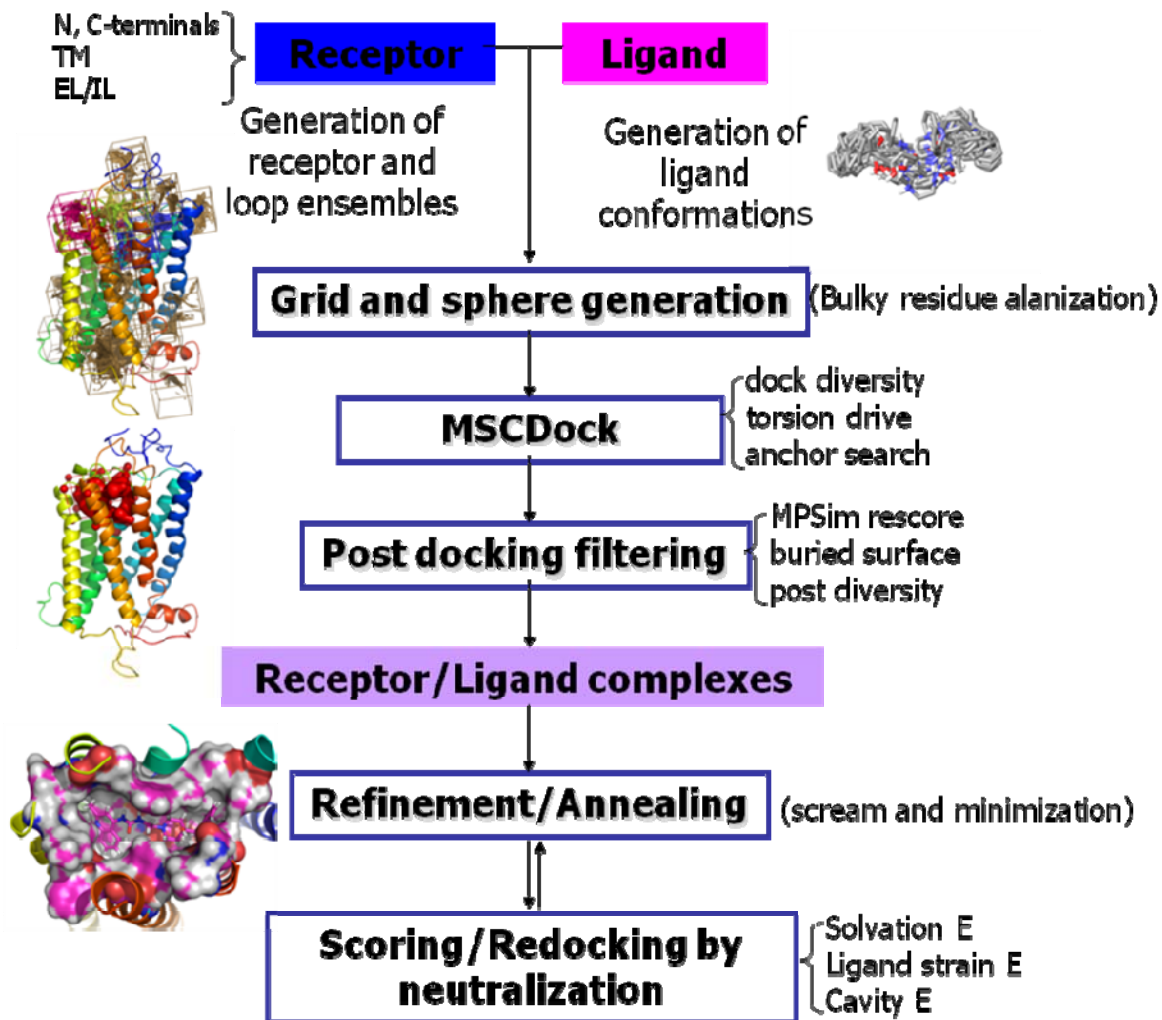 N, C-terminals
TM
EL/IL
Receptor
Ligand
Generation of
receptor and
loop ensembles
Generation of
ligand
conformations
Grid and sphere generation
(Bulky residue alanization)
MSCDock
dock diversity
torsion drive
anchor search
Post docking filtering
MPSim rescore
buried surface
post diversity
Receptor/Ligand complexes
Refinement/Annealing
(scream and minimization)
Scoring/Redocking by
neutralization
Solvation E
Ligand strain E
Cavity E